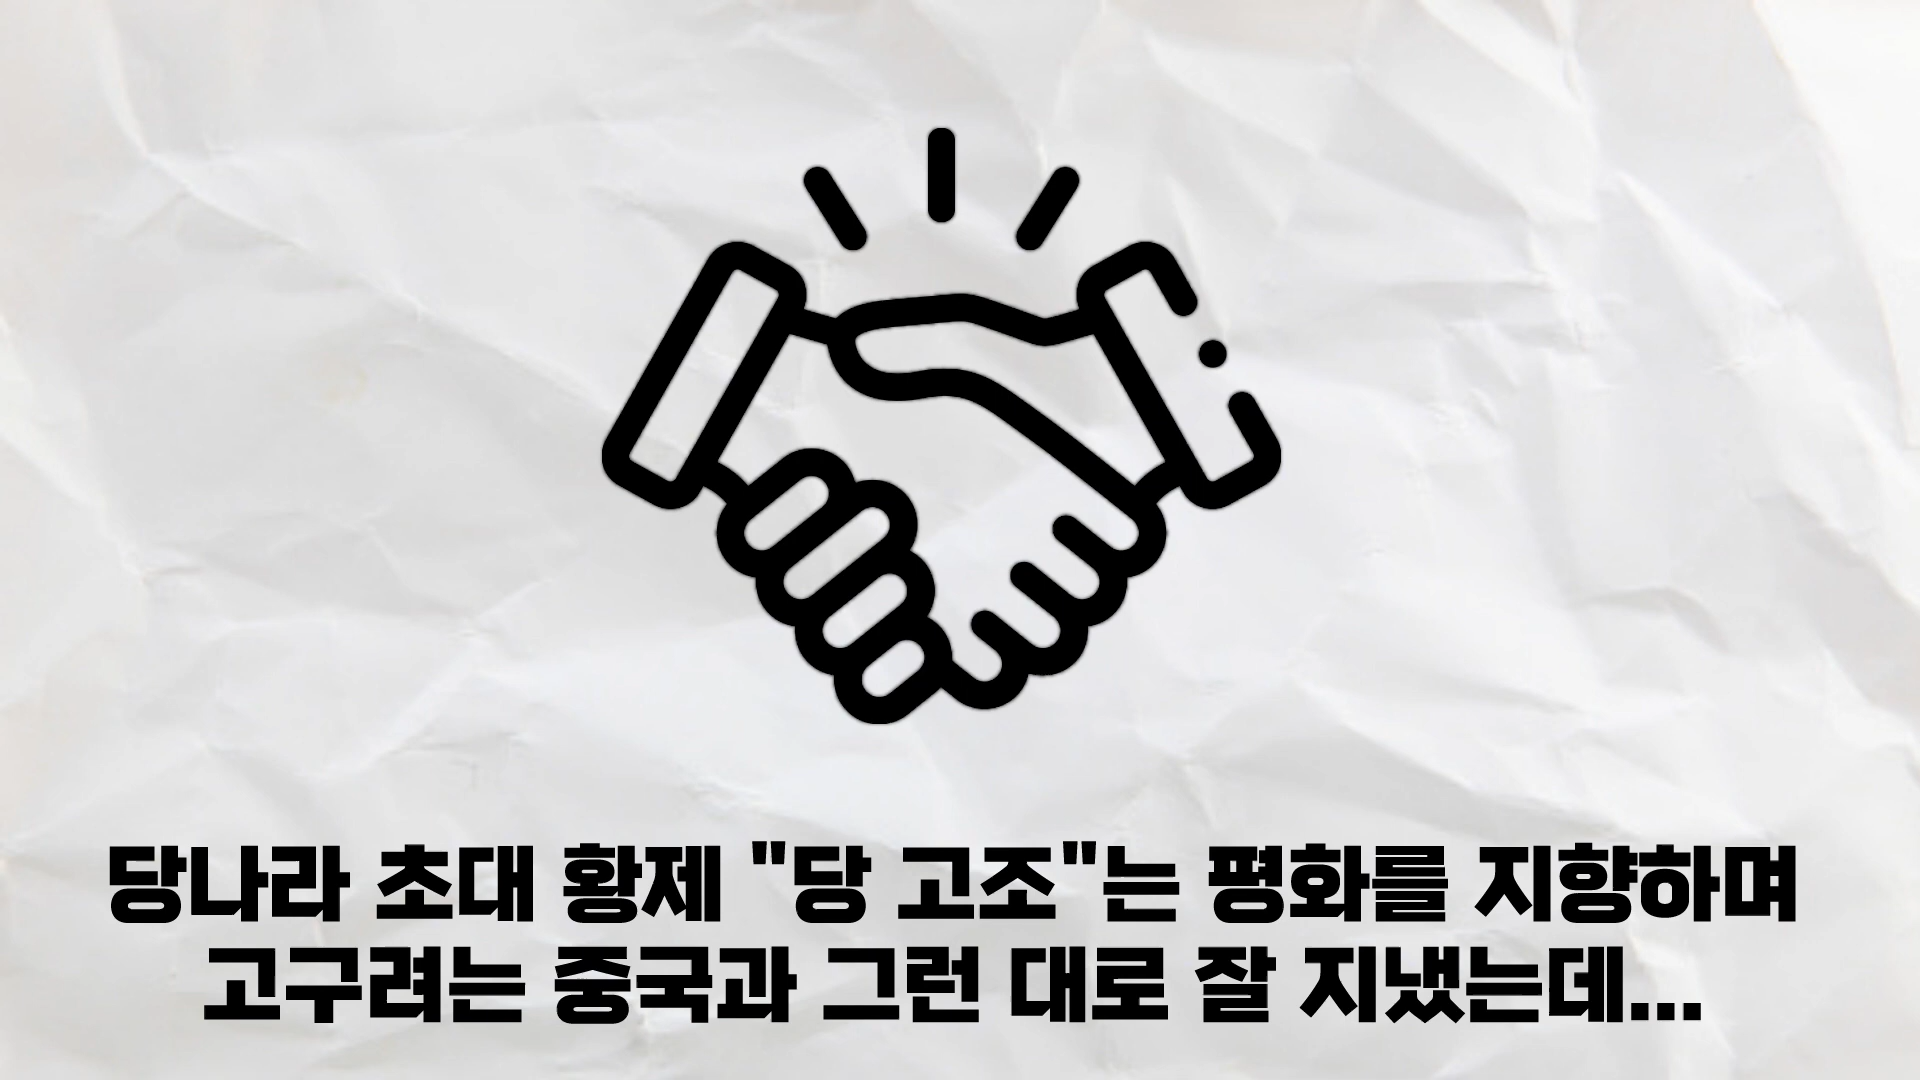 당나라 초대 황제 "당 고조"는 평화를 지향하며
고구려는 중국과 그런 대로 잘 지냈는데...